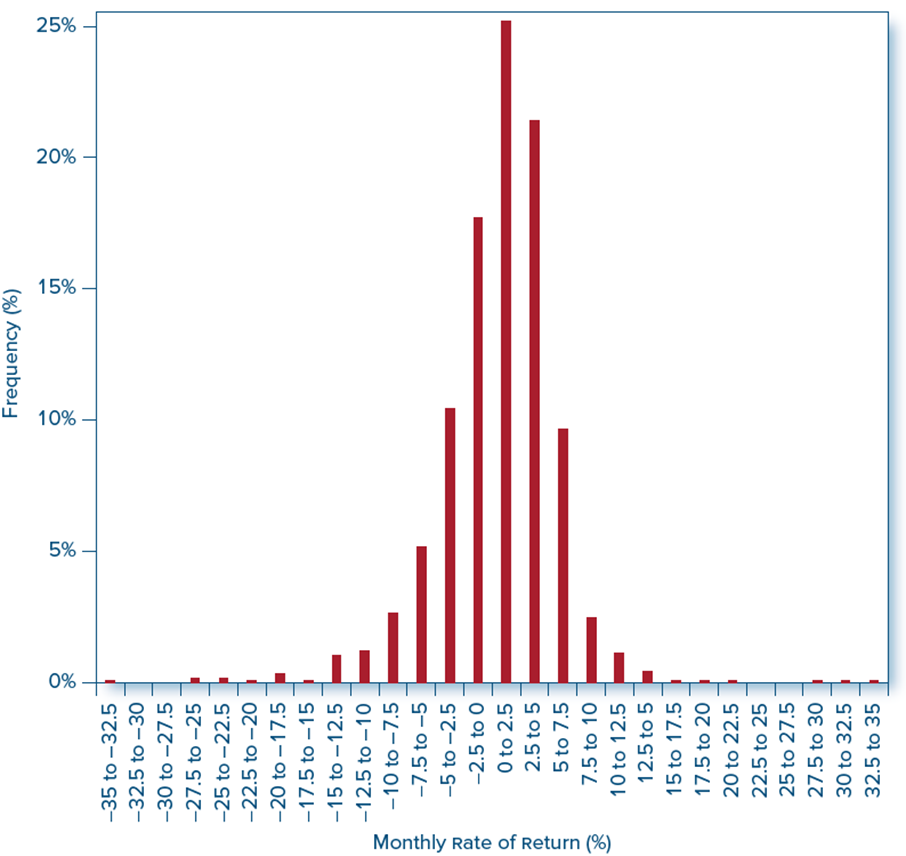 25%
20%
15%
10%
5%
0%
Frequency (%)
−35 to −32.5
−32.5 to −30
−30 to −27.5
−27.5 to −25
−25 to −22.5
−22.5 to −20
−20 to −17.5
−17.5 to −15
−15 to −12.5
−12.5 to −10
−10 to −7.5
−7.5 to −5
−5 to −2.5
−2.5 to 0
0 to 2.5
2.5 to 5
5 to 7.5
7.5 to 10
10 to 12.5
12.5 to 5
15 to 17.5
17.5 to 20
20 to 22.5
22.5 to 25
25 to 27.5
27.5 to 30
30 to 32.5
32.5 to 35
Monthly Rate of Return (%)